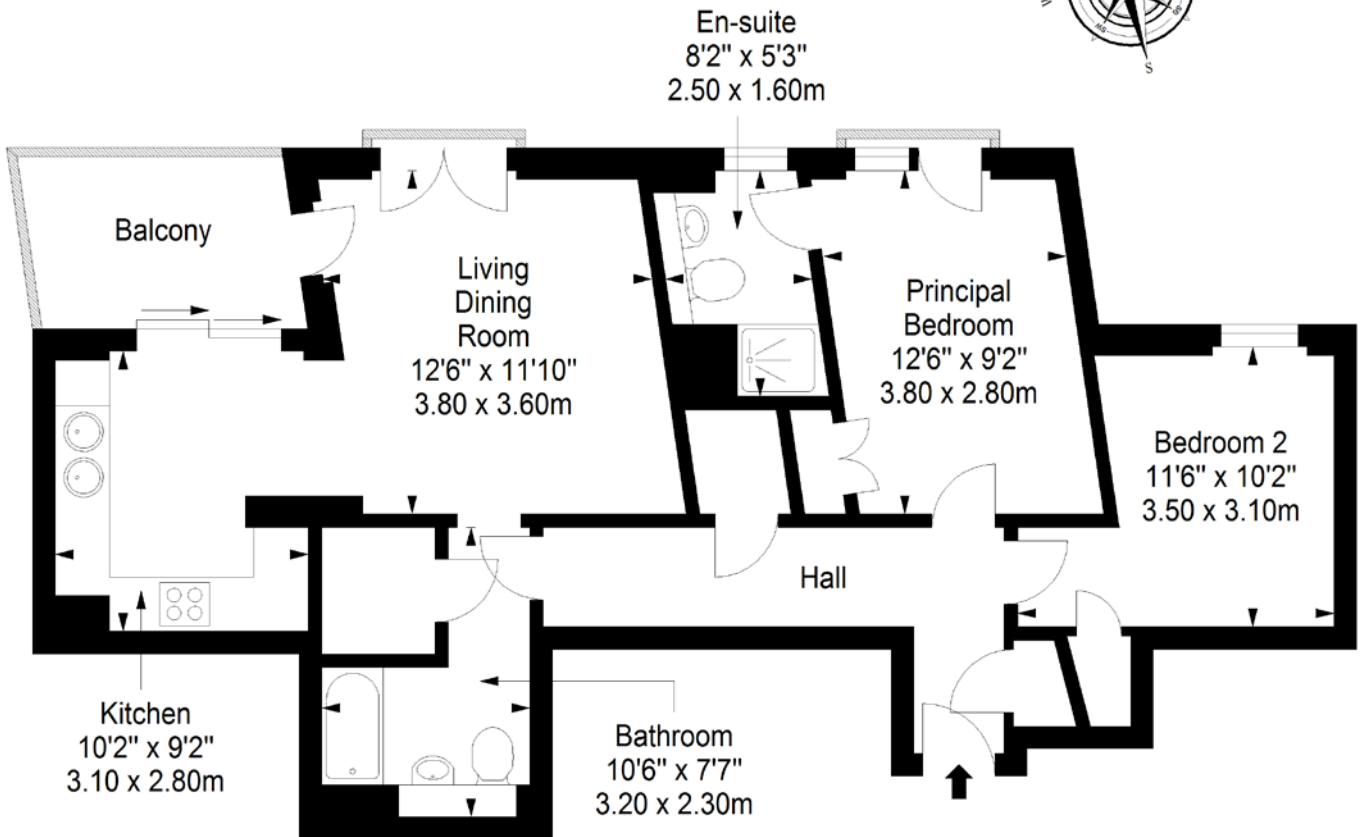 En-suite
8'2" x 5'3"
2.50 x 1.60m
SW
S
SE
W
Balcony
Living
Dining
Room
12'6" x 11'10"
3.80 x 3.60m
Principal
Bedroom
12'6" x 9'2"
3.80 x 2.80m
Bedroom 2
11'6" x 10'2"
3.50 x 3.10m
Hall
Kitchen
10'2" x 9'2"
3.10 x 2.80m
Bathroom
10'6" x 7'7"
3.20 x 2.30m